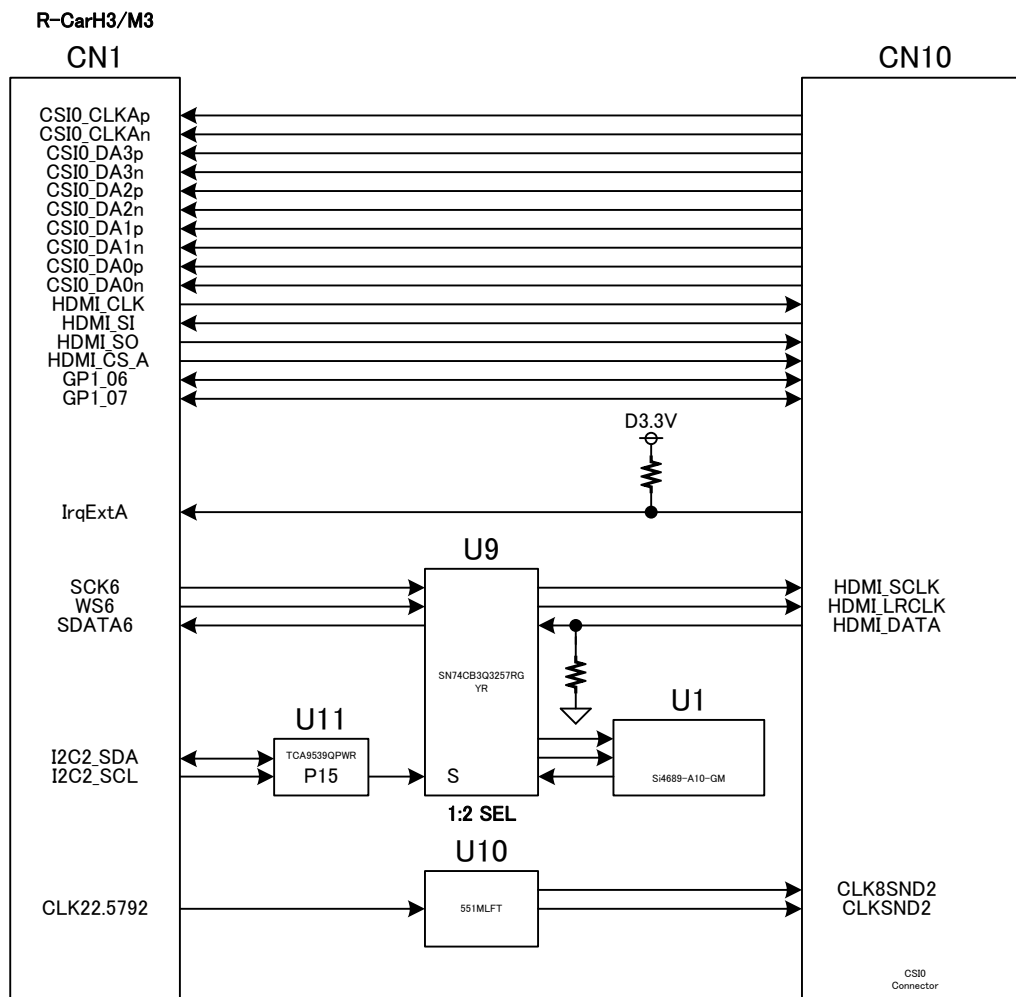 R-CarH3/M3
CN1
CN10
CSI0_CLKAp
CSI0_CLKAn
CSI0_DA3p
CSI0_DA3n
CSI0_DA2p
CSI0_DA2n
CSI0_DA1p
CSI0_DA1n
CSI0_DA0p
CSI0_DA0n
HDMI_CLK
HDMI_SI
HDMI_SO
HDMI_CS_A
GP1_06
GP1_07
D3.3V
IrqExtA
U9
SCK6
HDMI_SCLK
WS6
HDMI_LRCLK
SDATA6
HDMI_DATA
SN74CB3Q3257RG
YR
U11
U1
I2C2_SDA
TCA9539QPWR
I2C2_SCL
P15
S
Si4689-A10-GM
1:2 SEL
U10
CLK8SND2
CLK22.5792
551MLFT
CLKSND2
CSI0
Connector